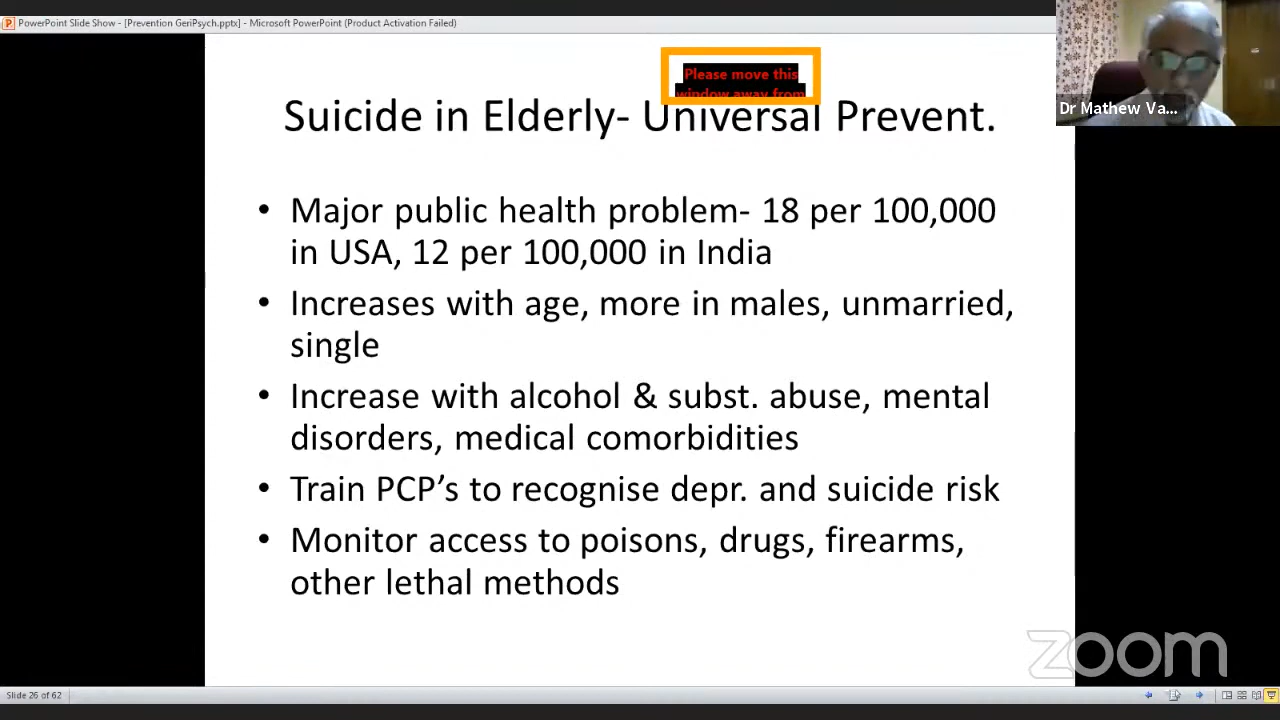 PowerPoint Slide Show - [Prevention GeriPsych.pptx] - Microsoft PowerPoint (Product Activation Failed)
Please move this
window away from
Dr Mathew Va...
Suicide in Elderly- Universal Prevent.
• Major public health problem- 18 per 100,000
in USA, 12 per 100,000 in India
• Increases with age, more in males, unmarried,
single
• Increase with alcohol & subst. abuse, mental
disorders, medical comorbidities
• Train PCP’s to recognise depr. and suicide risk
• Monitor access to poisons, drugs, firearms,
other lethal methods
zoom
Slide 26 of 62